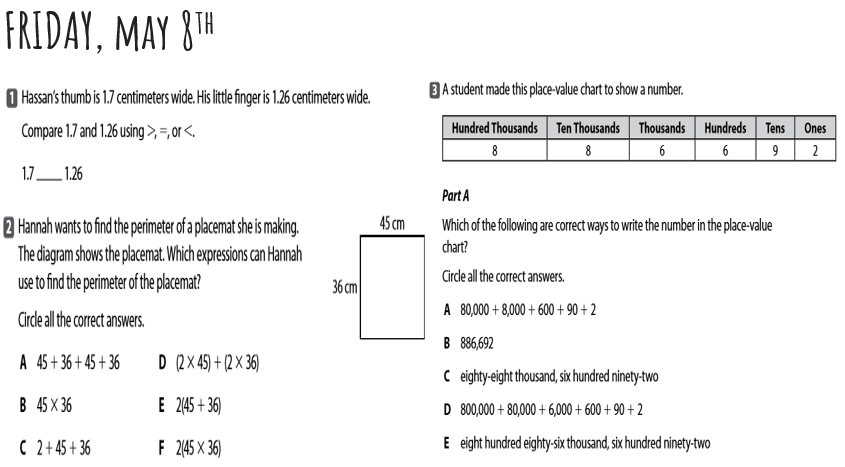 FRIDAY, MAY 8TH
1 Hassan's thumb is 1.7 centimeters wide. His little finger is 1.26 centimeters wide.
Compare 1.7 and 1.26 using >, =, or <.
1.7 ____ 1.26
2 Hannah wants to find the perimeter of a placemat she is making.
The diagram shows the placemat. Which expressions can Hannah
use to find the perimeter of the placemat?
Circle all the correct answers.
45 cm
36 cm
A 45 + 36 + 45 + 36
B 45 × 36
C 2 + 45 + 36
D (2 × 45) + (2 × 36)
E 2(45 + 36)
F 2(45 × 36)
3 A student made this place-value chart to show a number.
Hundred Thousands Ten Thousands Thousands Hundreds Tens Ones
8 8 6 6 9 2
Part A
Which of the following are correct ways to write the number in the place-value
chart?
Circle all the correct answers.
A 80,000 + 8,000 + 600 + 90 + 2
B 886,692
C eighty-eight thousand, six hundred ninety-two
D 800,000 + 80,000 + 6,000 + 600 + 90 + 2
E eight hundred eighty-six thousand, six hundred ninety-two